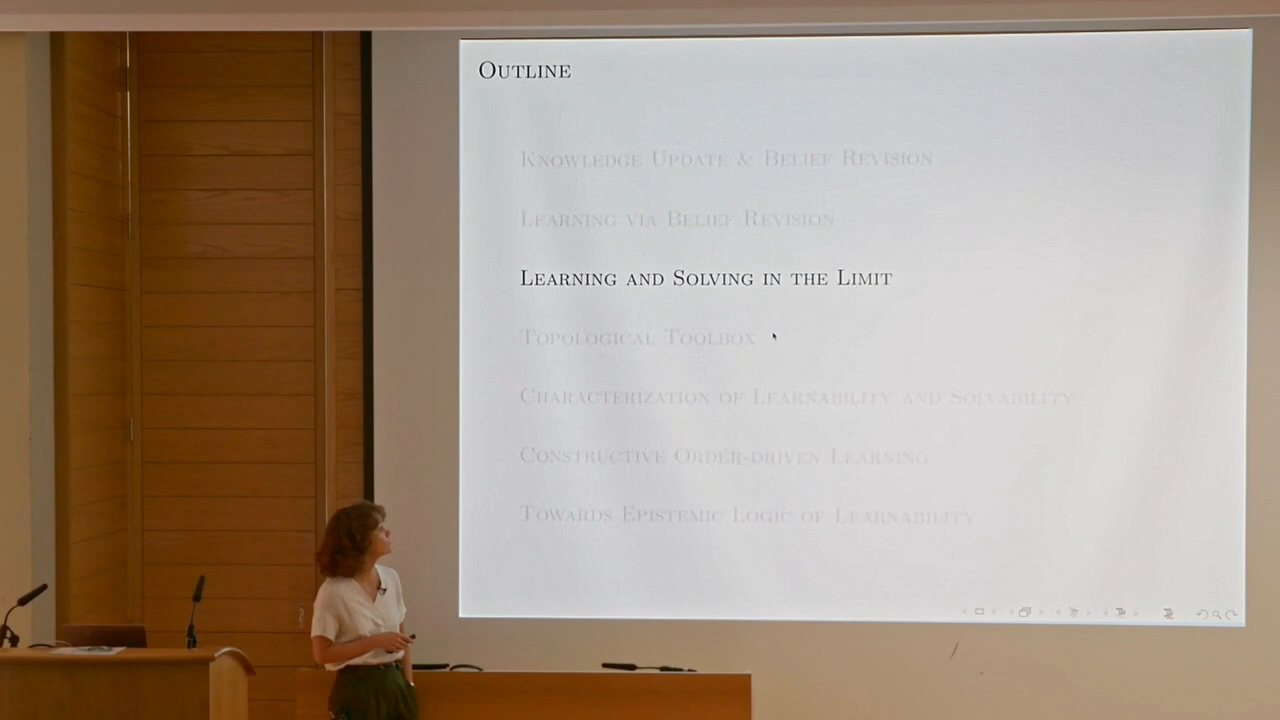 Outline
Knowledge Update & Belief Revision
Learning via Belief Revision
Learning and Solving in the Limit
Topological Toolbox
Characterization of Learnability and Solvability
Constructive Order-driven Learning
Towards Epistemic Logic of Learnability